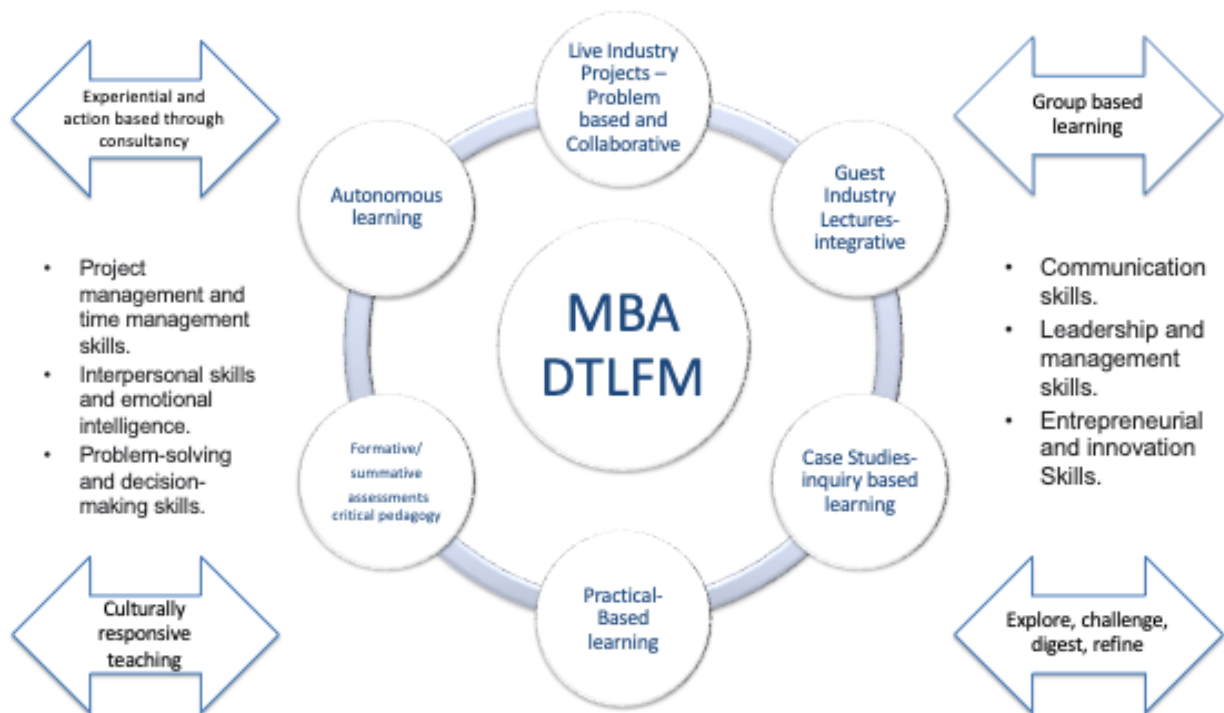 Experiential and
action based through
consultancy
Live Industry
Projects –
Problem
based and
Collaborative
Group based
learning
Autonomous
learning
Guest
Industry
Lectures-
integrative
• Project
management and
time management
skills.
• Interpersonal skills
and emotional
intelligence.
• Problem-solving
and decision-
making skills.
MBA
DTLFM
• Communication
skills.
• Leadership and
management
skills.
• Entrepreneurial
and innovation
Skills.
Formative/
summative
assessments
critical pedagogy
Case Studies-
inquiry based
learning
Culturally
responsive
teaching
Practical-
Based
learning
Explore, challenge,
digest, refine